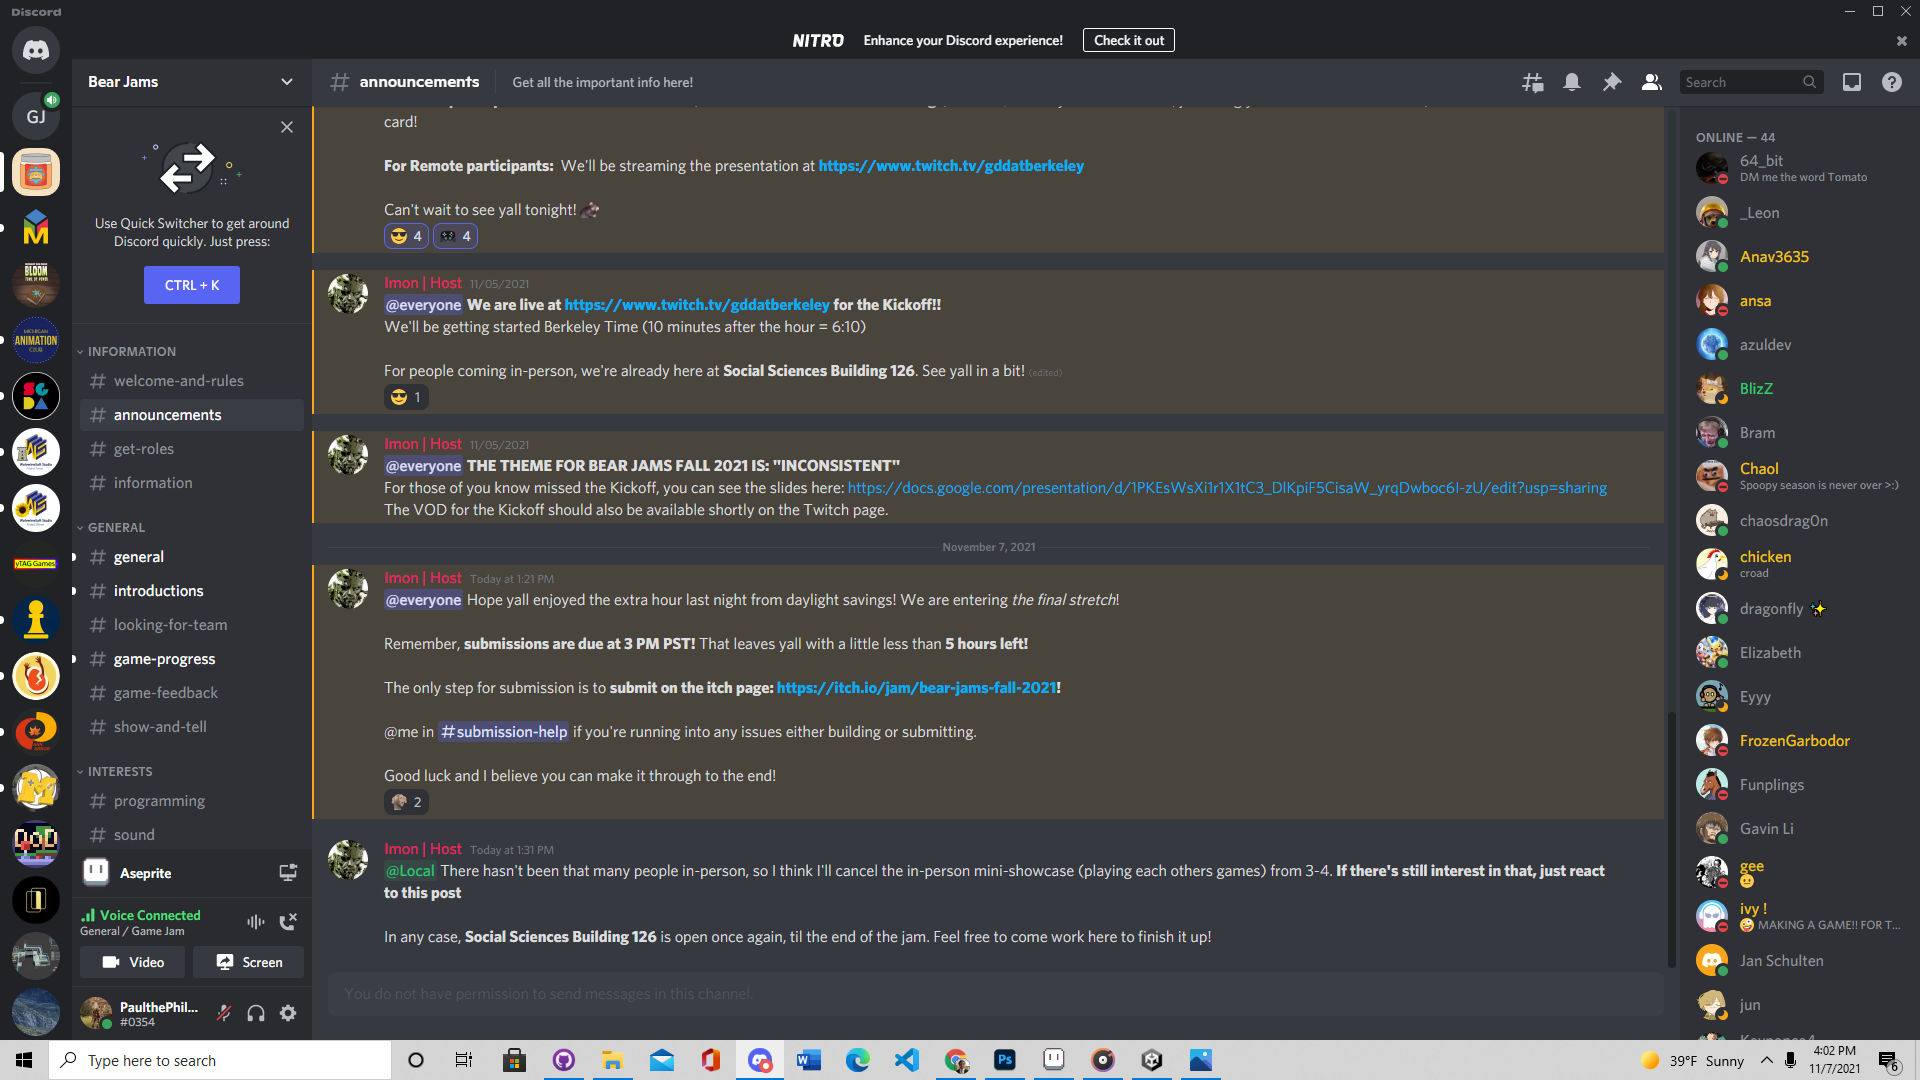 Discord
NITRO Enhance your Discord experience! Check it out
Bear Jams
announcements Get all the important info here!
Search
GJ
Use Quick Switcher to get around
Discord quickly. Just press:
CTRL + K
INFORMATION
welcome-and-rules
announcements
get-roles
information
GENERAL
general
introductions
looking-for-team
game-progress
game-feedback
show-and-tell
INTERESTS
programming
sound
Aseprite
Voice Connected
General / Game Jam
Video Screen
PaulthePhil...
#0354
BLOOM
MICHIGAN
ANIMATION
CLUB
yTAG Games
card!
For Remote participants: We'll be streaming the presentation at https://www.twitch.tv/gddatberkeley
Can't wait to see yall tonight!
4 4
Imon | Host 11/05/2021
@everyone We are live at https://www.twitch.tv/gddatberkeley for the Kickoff!!
We'll be getting started Berkeley Time (10 minutes after the hour = 6:10)
For people coming in-person, we're already here at Social Sciences Building 126. See yall in a bit! (edited)
1
Imon | Host 11/05/2021
@everyone THE THEME FOR BEAR JAMS FALL 2021 IS: "INCONSISTENT"
For those of you know missed the Kickoff, you can see the slides here: https://docs.google.com/presentation/d/1PKEsWsXi1r1X1tC3_DlKpiF5CisaW_yrqDwboc6I-zU/edit?usp=sharing
The VOD for the Kickoff should also be available shortly on the Twitch page.
November 7, 2021
Imon | Host Today at 1:21 PM
@everyone Hope yall enjoyed the extra hour last night from daylight savings! We are entering the final stretch!
Remember, submissions are due at 3 PM PST! That leaves yall with a little less than 5 hours left!
The only step for submission is to submit on the itch page: https://itch.io/jam/bear-jams-fall-2021!
@me in #submission-help if you're running into any issues either building or submitting.
Good luck and I believe you can make it through to the end!
2
Imon | Host Today at 1:31 PM
@Local There hasn't been that many people in-person, so I think I'll cancel the in-person mini-showcase (playing each others games) from 3-4. If there's still interest in that, just react
to this post
In any case, Social Sciences Building 126 is open once again, til the end of the jam. Feel free to come work here to finish it up!
You do not have permission to send messages in this channel.
ONLINE — 44
64_bit
DM me the word Tomato
_Leon
Anav3635
ansa
azuldev
BlizZ
Bram
Chaol
Spoopy season is never over >:)
chaosdrag0n
chicken
croad
dragonfly
Elizabeth
Eyyy
FrozenGarbodor
Funplings
Gavin Li
gee
ivy !
MAKING A GAME!! FOR T...
Jan Schulten
jun
Type here to search
Ps
39°F Sunny
4:02 PM
11/7/2021
6